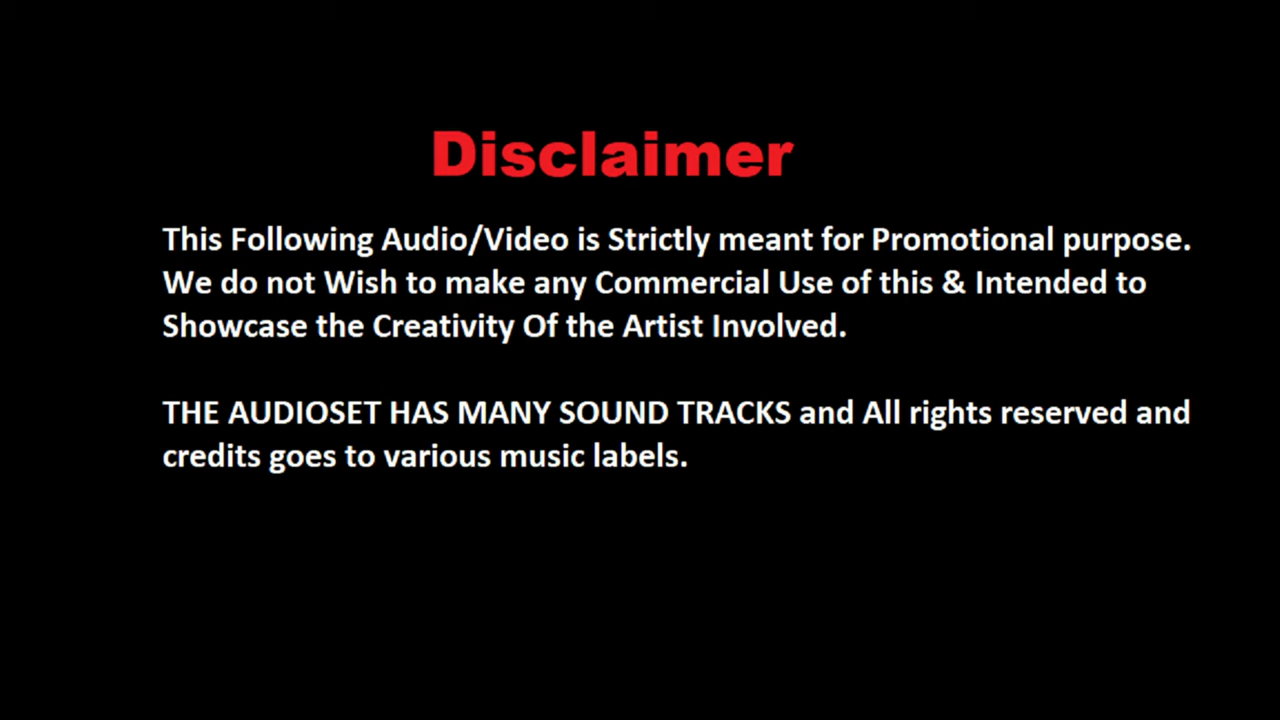 Disclaimer
This Following Audio/Video is Strictly meant for Promotional purpose.
We do not Wish to make any Commercial Use of this & Intended to
Showcase the Creativity Of the Artist Involved.
THE AUDIOSET HAS MANY SOUND TRACKS and All rights reserved and
credits goes to various music labels.